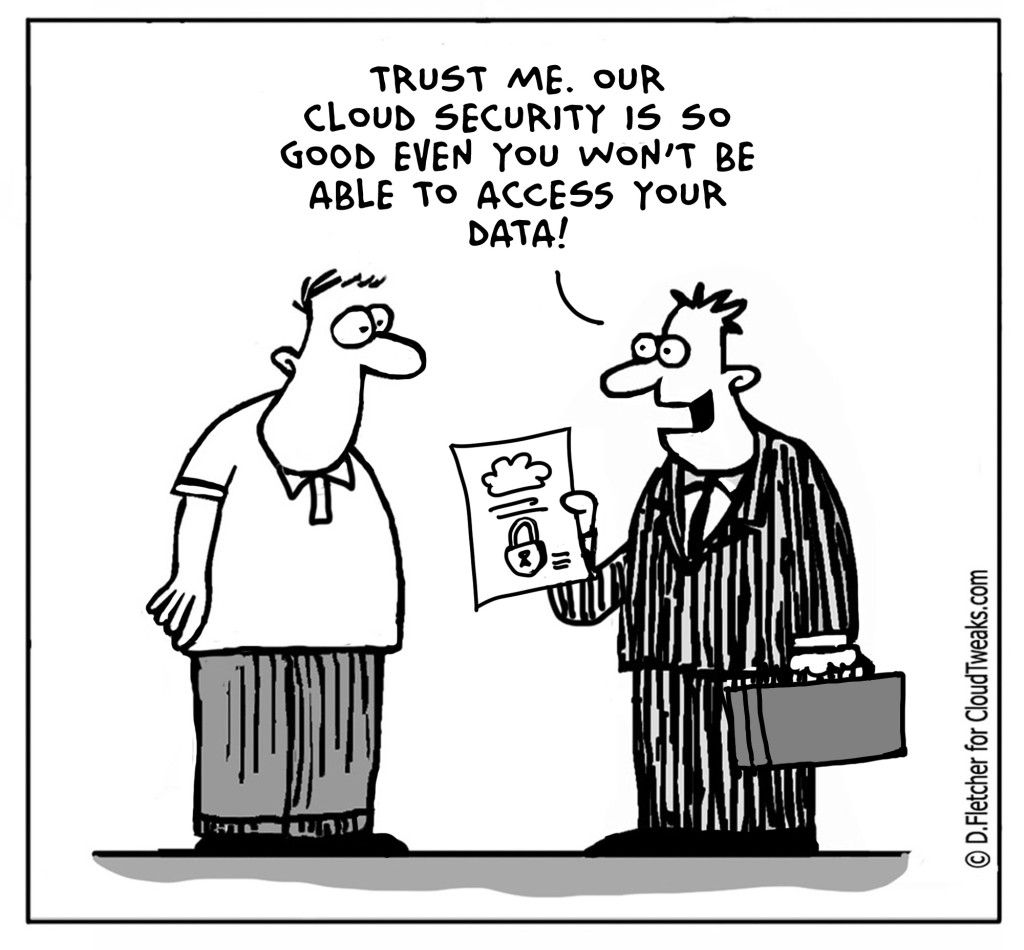 TRUST ME. OUR
CLOUD SECURITY IS SO
GOOD EVEN YOU WON'T BE
ABLE TO ACCESS YOUR
DATA!
© D.Fletcher for CloudTweaks.com